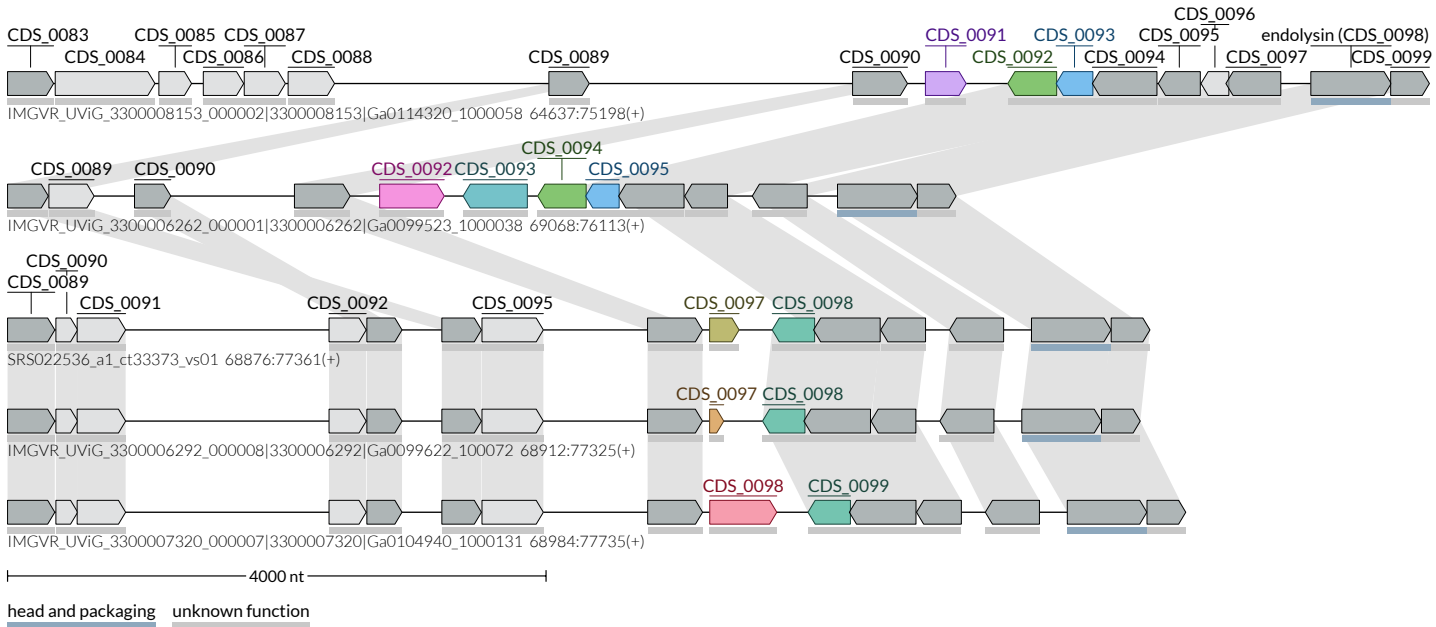 CDS_0096
CDS_0083 CDS_0085 CDS_0087 CDS_0091 CDS_0093 CDS_0095 endolysin (CDS_0098)
CDS_0084 CDS_0086 CDS_0088 CDS_0089 CDS_0090 CDS_0092 CDS_0094 CDS_0097 CDS_0099
IMGVR_UViG_3300008153_000002|3300008153|Ga0114320_1000058 64637:75198(+)
CDS_0094
CDS_0089 CDS_0090 CDS_0092 CDS_0093 CDS_0095
IMGVR_UViG_3300006262_000001|3300006262|Ga0099523_1000038 69068:76113(+)
CDS_0090
CDS_0089
CDS_0091 CDS_0092 CDS_0095 CDS_0097 CDS_0098
SRS022536_a1_ct33373_vs01 68876:77361(+)
CDS_0097 CDS_0098
IMGVR_UViG_3300006292_000008|3300006292|Ga0099622_100072 68912:77325(+)
CDS_0098 CDS_0099
IMGVR_UViG_3300007320_000007|3300007320|Ga0104940_1000131 68984:77735(+)
4000 nt
head and packaging unknown function